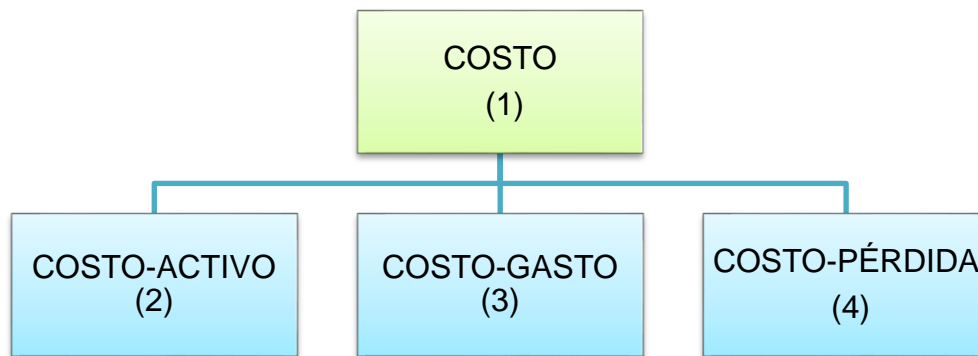 COSTO
(1)
COSTO-ACTIVO
(2)
COSTO-GASTO
(3)
COSTO-PÉRDIDA
(4)